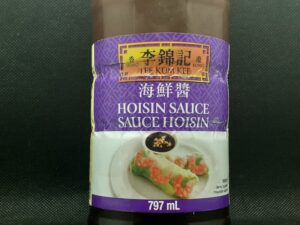 李錦記
LEE KUM KEE
海鮮醬
HOISIN SAUCE
SAUCE HOISIN
797 mL